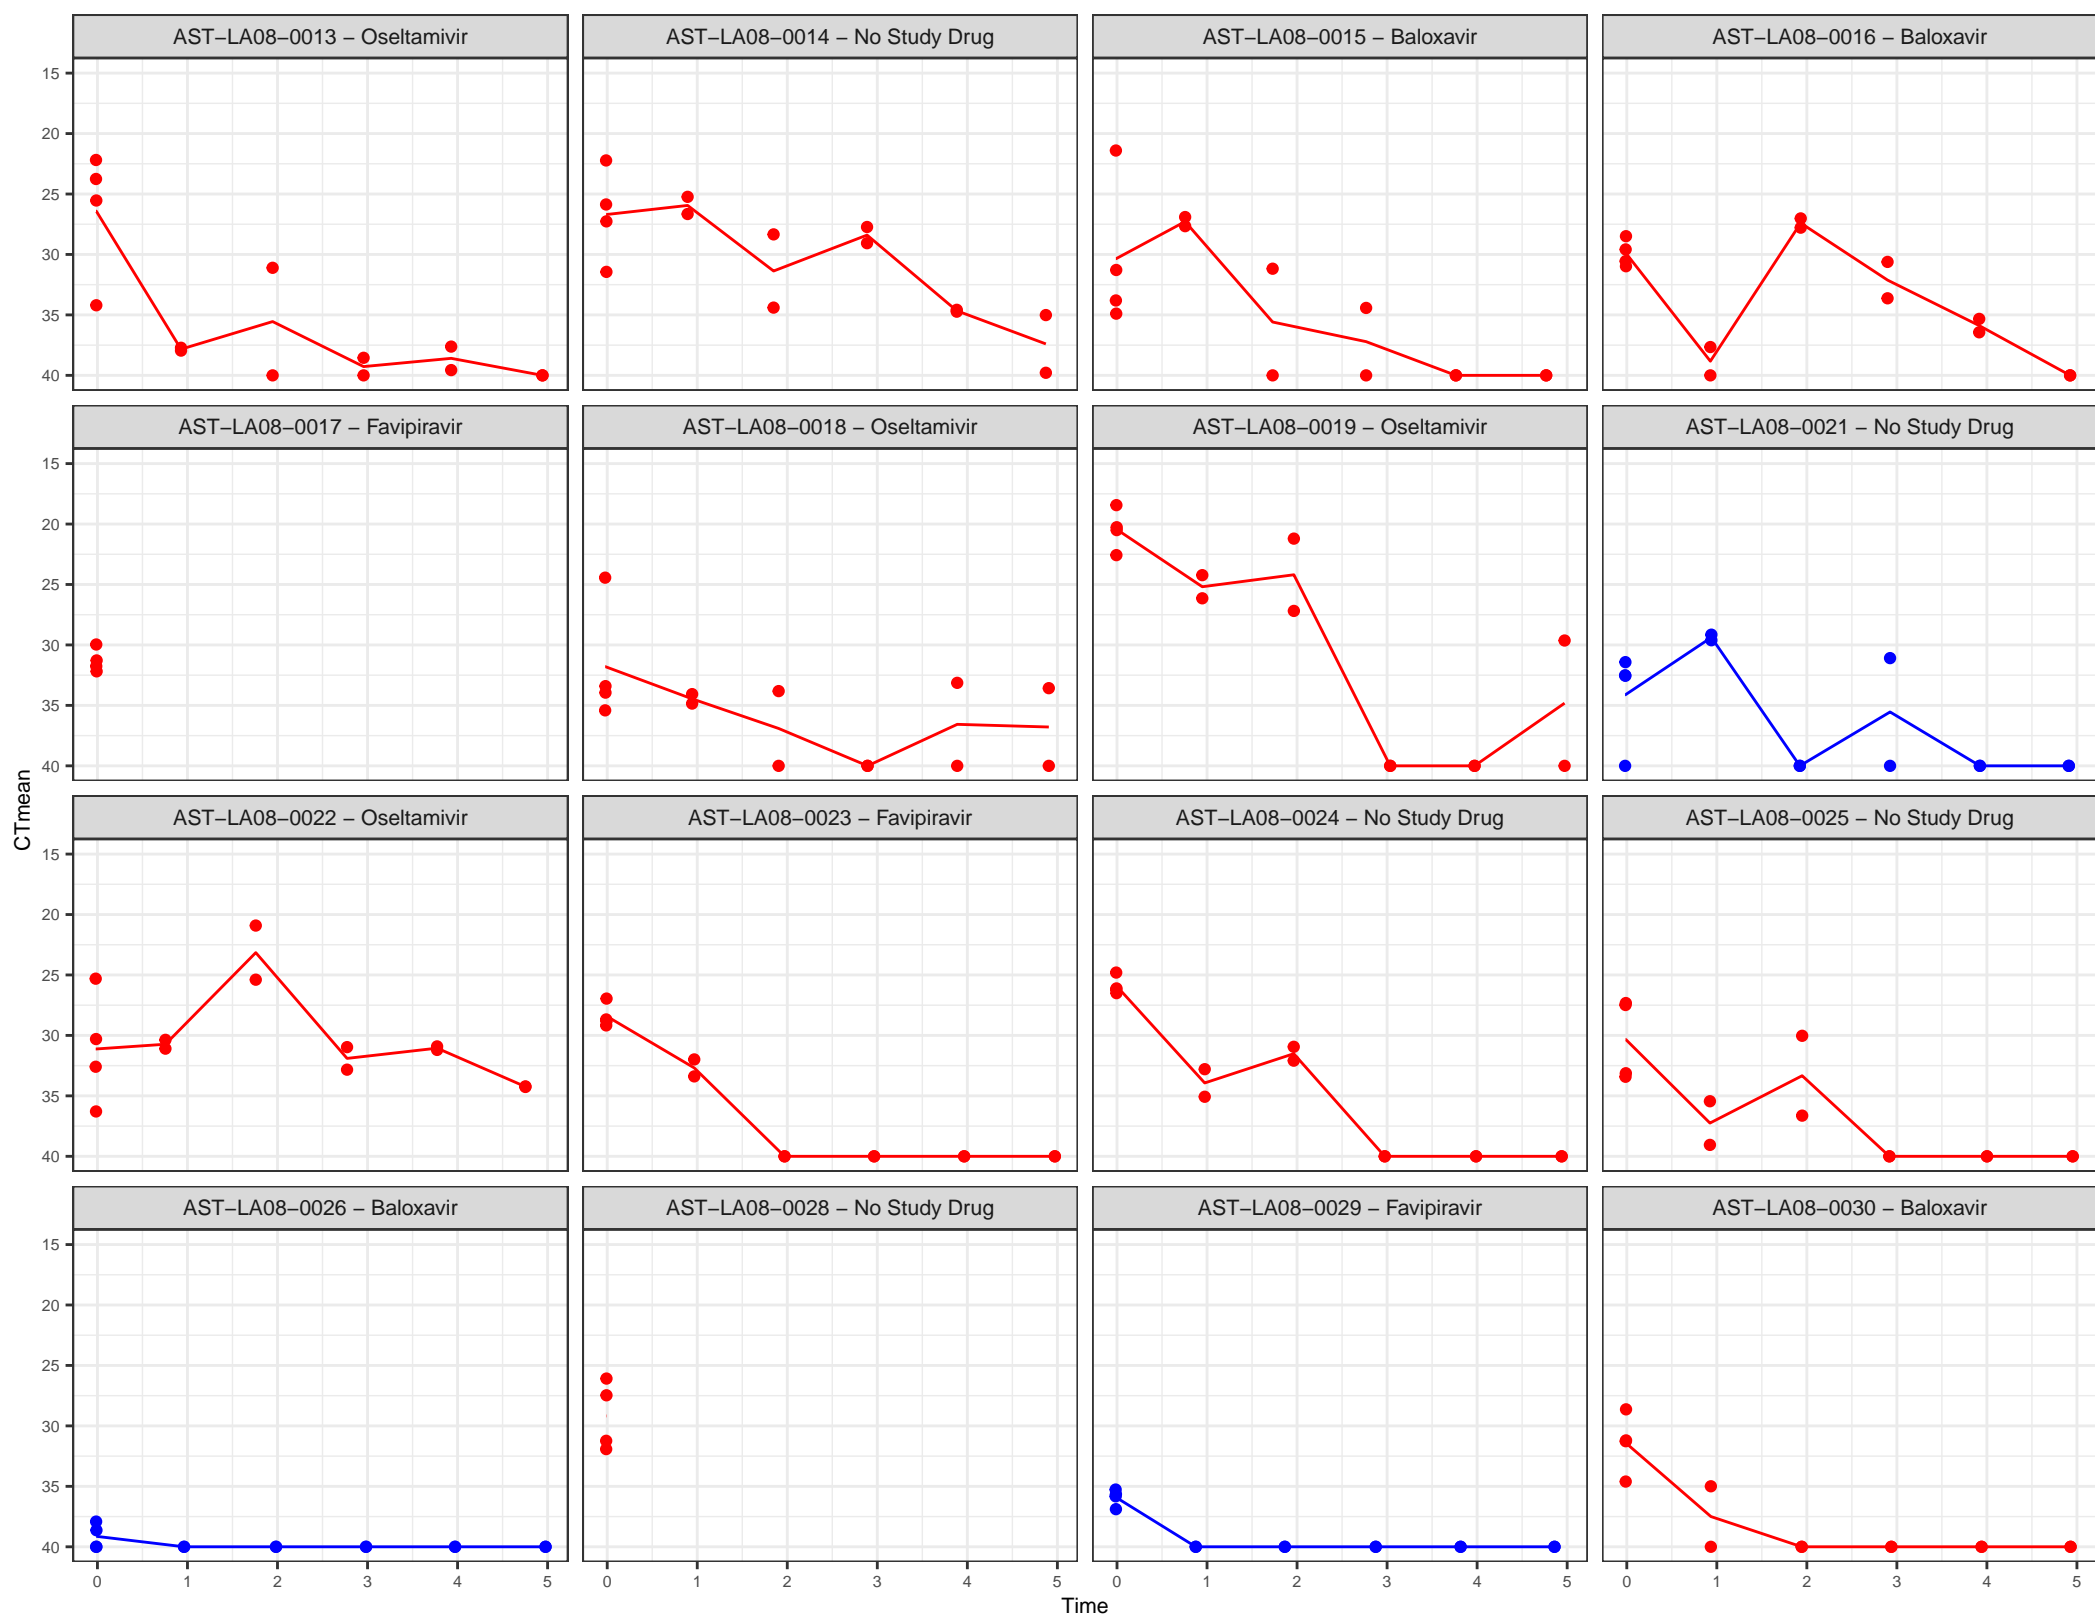 AST−LA08−0013 − Oseltamivir
AST−LA08−0014 − No Study Drug
AST−LA08−0015 − Baloxavir
AST−LA08−0016 − Baloxavir
15
20
25
30
35
40
AST−LA08−0017 − Favipiravir
AST−LA08−0018 − Oseltamivir
AST−LA08−0019 − Oseltamivir
AST−LA08−0021 − No Study Drug
15
20
25
30
35
40
CTmean
AST−LA08−0022 − Oseltamivir
AST−LA08−0023 − Favipiravir
AST−LA08−0024 − No Study Drug
AST−LA08−0025 − No Study Drug
15
20
25
30
35
40
AST−LA08−0026 − Baloxavir
AST−LA08−0028 − No Study Drug
AST−LA08−0029 − Favipiravir
AST−LA08−0030 − Baloxavir
15
20
25
30
35
40
0 1 2 3 4 5
0 1 2 3 4 5
0 1 2 3 4 5
0 1 2 3 4 5
Time